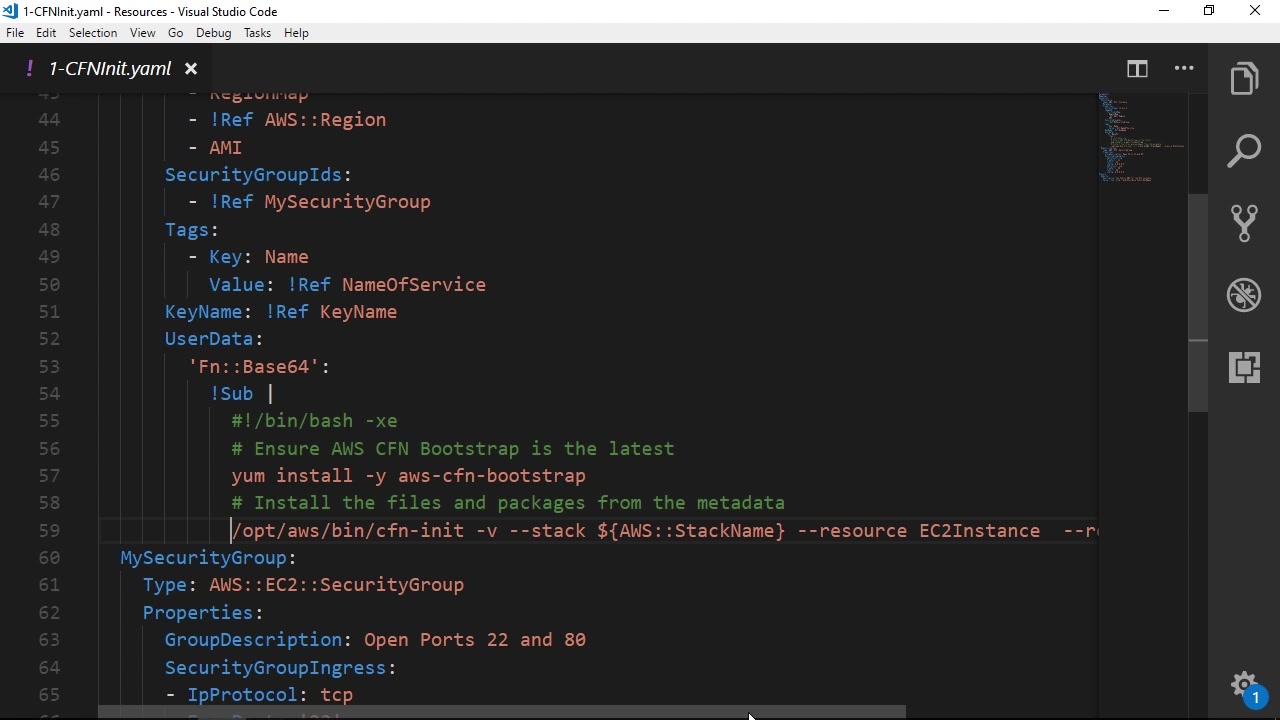 1-CFNInit.yaml - Resources - Visual Studio Code
File Edit Selection View Go Debug Tasks Help
! 1-CFNInit.yaml
43 - RegionMap
44 - !Ref AWS::Region
45 - AMI
46 SecurityGroupIds:
47 - !Ref MySecurityGroup
48 Tags:
49 - Key: Name
50 Value: !Ref NameOfService
51 KeyName: !Ref KeyName
52 UserData:
53 'Fn::Base64':
54 !Sub |
55 #!/bin/bash -xe
56 # Ensure AWS CFN Bootstrap is the latest
57 yum install -y aws-cfn-bootstrap
58 # Install the files and packages from the metadata
59 /opt/aws/bin/cfn-init -v --stack ${AWS::StackName} --resource EC2Instance
60 MySecurityGroup:
61 Type: AWS::EC2::SecurityGroup
62 Properties:
63 GroupDescription: Open Ports 22 and 80
64 SecurityGroupIngress:
65 - IpProtocol: tcp
1